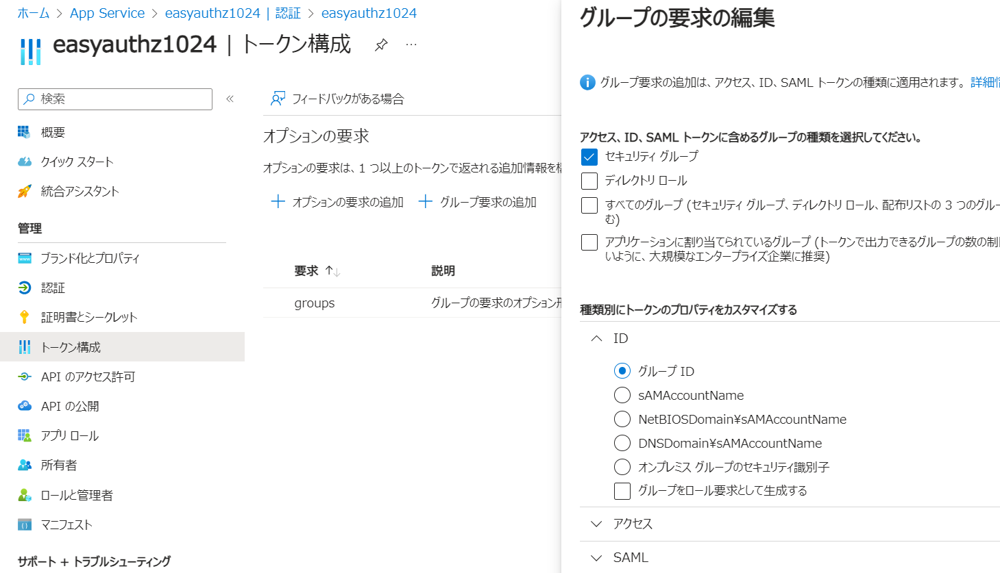 ホーム > App Service > easyauthz1024 | 認証 > easyauthz1024
easyauthz1024 | トークン構成
検索
概要
クイック スタート
統合アシスタント
管理
ブランド化とプロパティ
認証
証明書とシークレット
トークン構成
API のアクセス許可
API の公開
アプリ ロール
所有者
ロールと管理者
マニフェスト
サポート + トラブルシューティング
フィードバックがある場合
オプションの要求
オプションの要求は、1 つ以上のトークンで返される追加情報を構
+ オプションの要求の追加 + グループ要求の追加
要求 ↑↓ 説明
groups グループの要求のオプション形
グループの要求の編集
グループ要求の追加は、アクセス、ID、SAML トークンの種類に適用されます。 詳細情
アクセス、ID、SAML トークンに含めるグループの種類を選択してください。
セキュリティ グループ
ディレクトリ ロール
すべてのグループ (セキュリティ グループ、ディレクトリ ロール、配布リストの 3 つのグルー
む)
アプリケーションに割り当てられているグループ (トークンで出力できるグループの数の制
いように、大規模なエンタープライズ企業に推奨)
種類別にトークンのプロパティをカスタマイズする
ID
グループ ID
sAMAccountName
NetBIOSDomain¥sAMAccountName
DNSDomain¥sAMAccountName
オンプレミス グループのセキュリティ識別子
グループをロール要求として生成する
アクセス
SAML